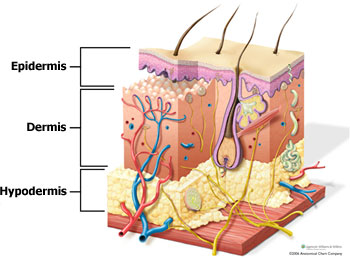 Epidermis
Dermis
Hypodermis
©2006 Anatomical Chart Company